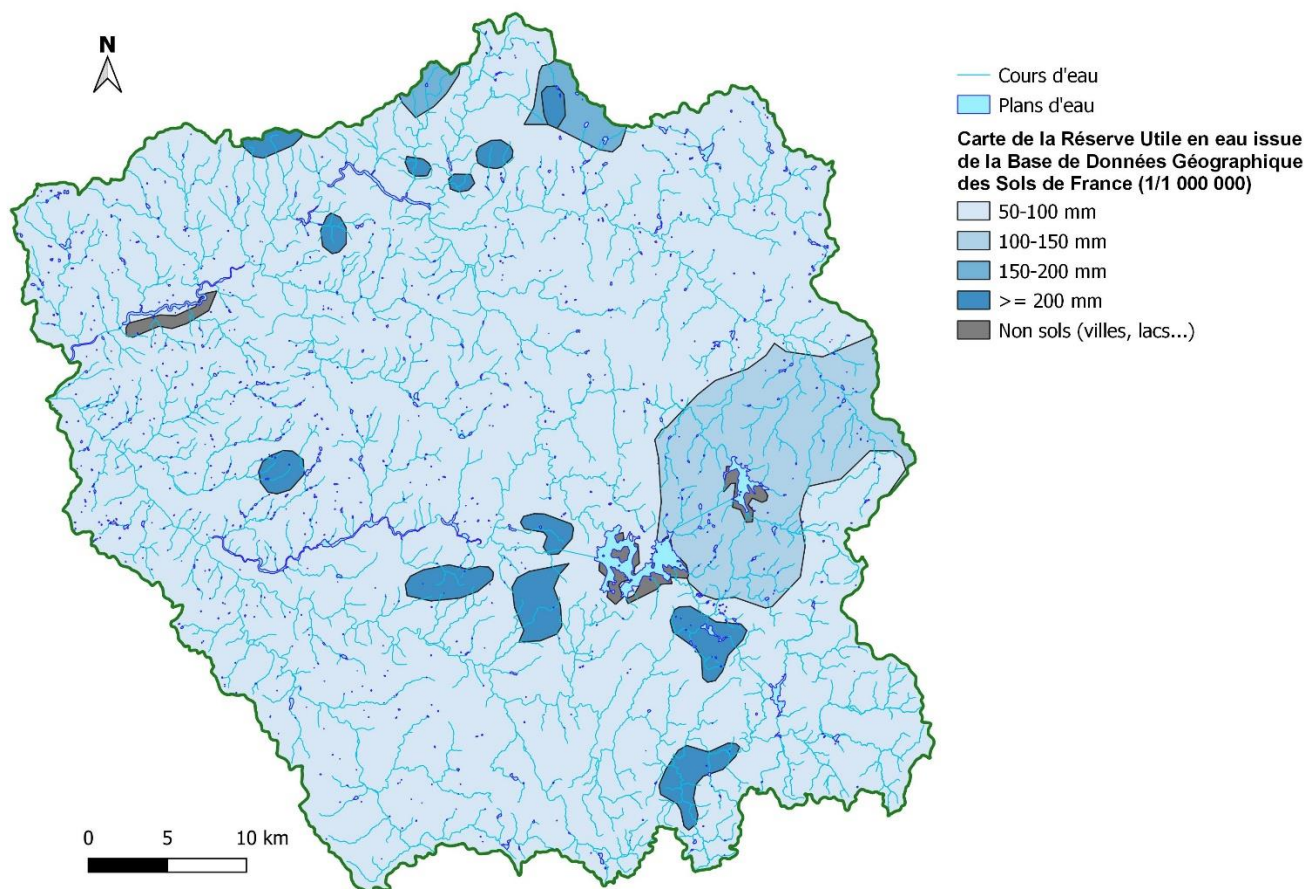 N
Cours d'eau
Plans d'eau
Carte de la Réserve Utile en eau issue
de la Base de Données Géographique
des Sols de France (1/1 000 000)
50-100 mm
100-150 mm
150-200 mm
>= 200 mm
Non sols (villes, lacs...)
0 5 10 km